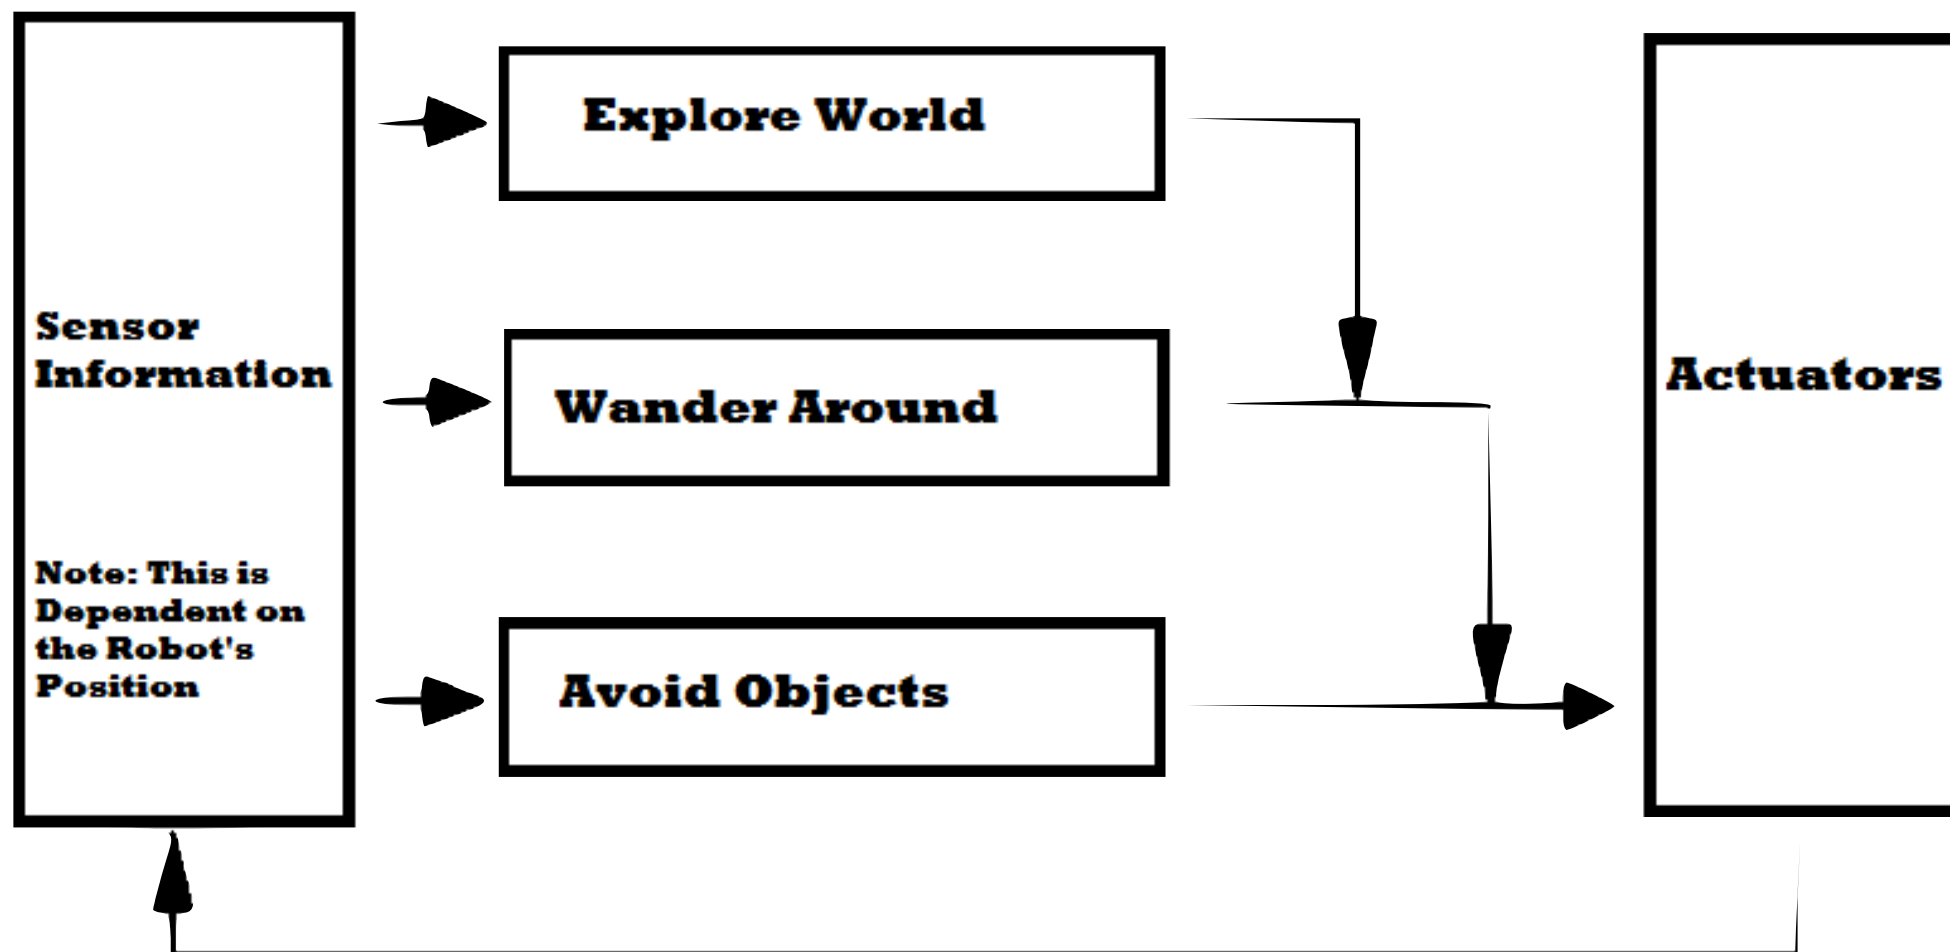 Explore World
Sensor
Information
Wander Around
Actuators
Note: This is
Dependent on
the Robot's
Position
Avoid Objects